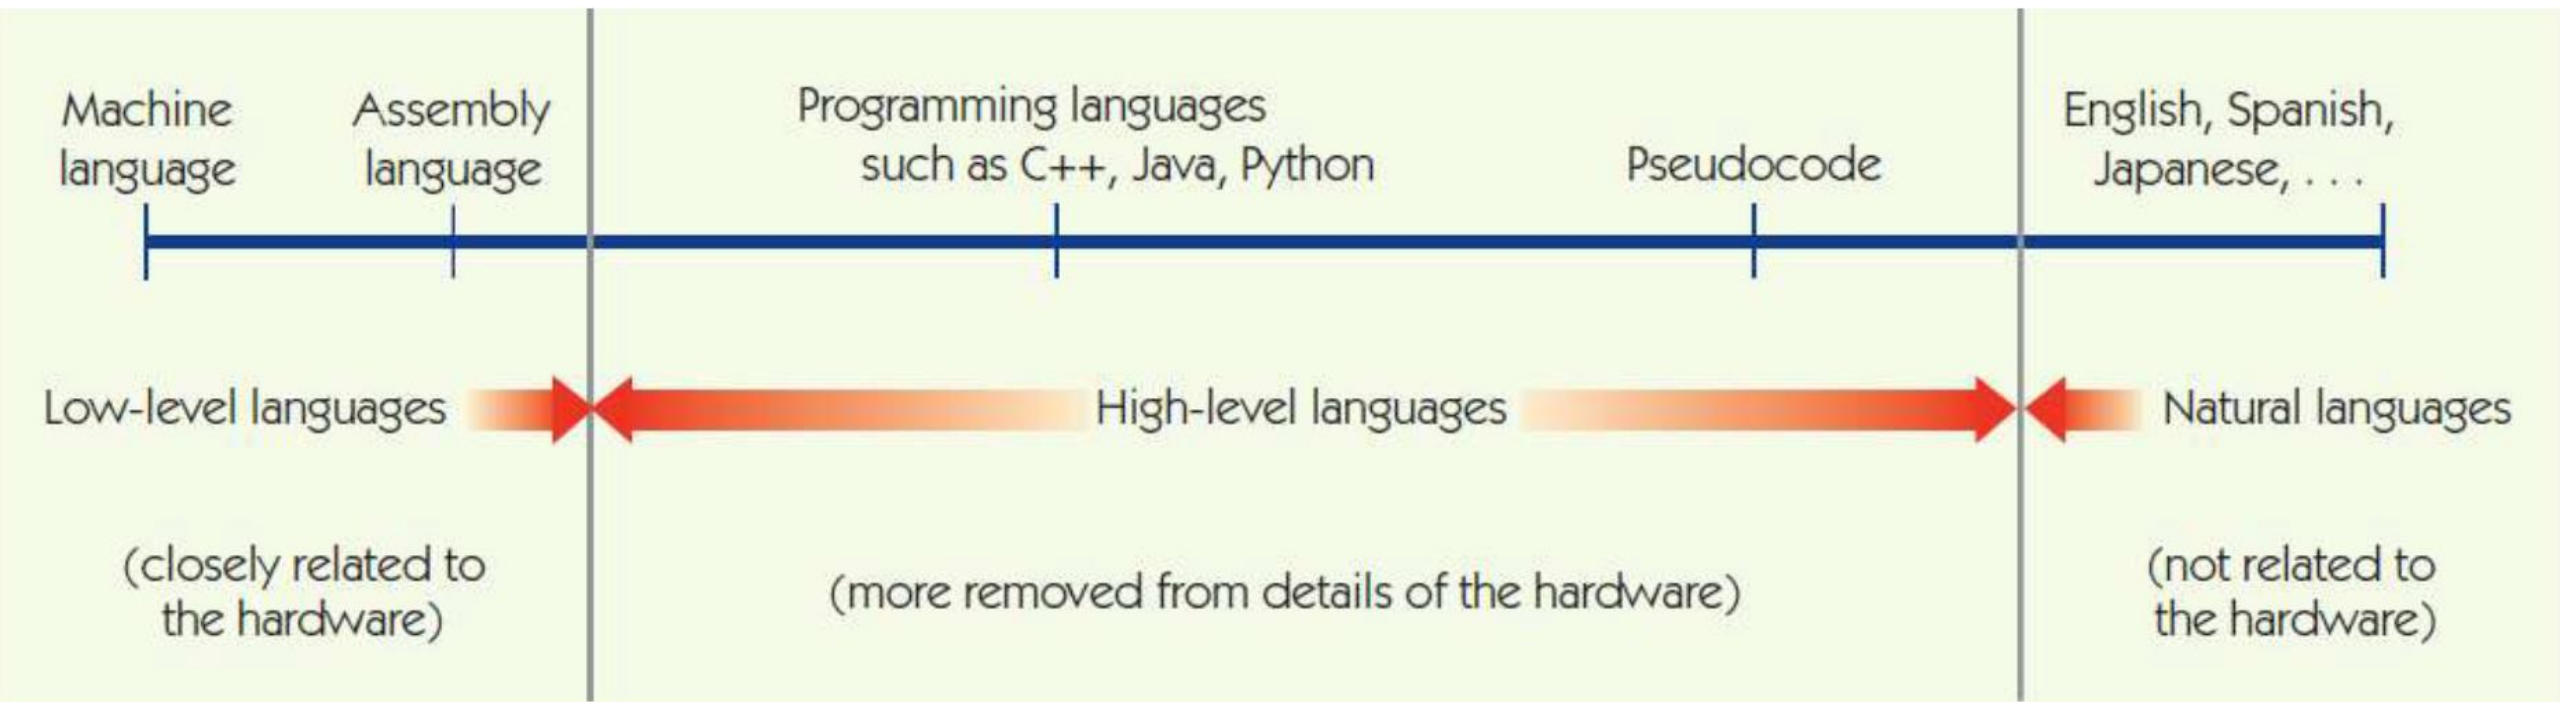 Machine
language
Assembly
language
Programming languages
such as C++, Java, Python
Pseudocode
English, Spanish,
Japanese, . . .
Low-level languages
High-level languages
Natural languages
(closely related to
the hardware)
(more removed from details of the hardware)
(not related to
the hardware)